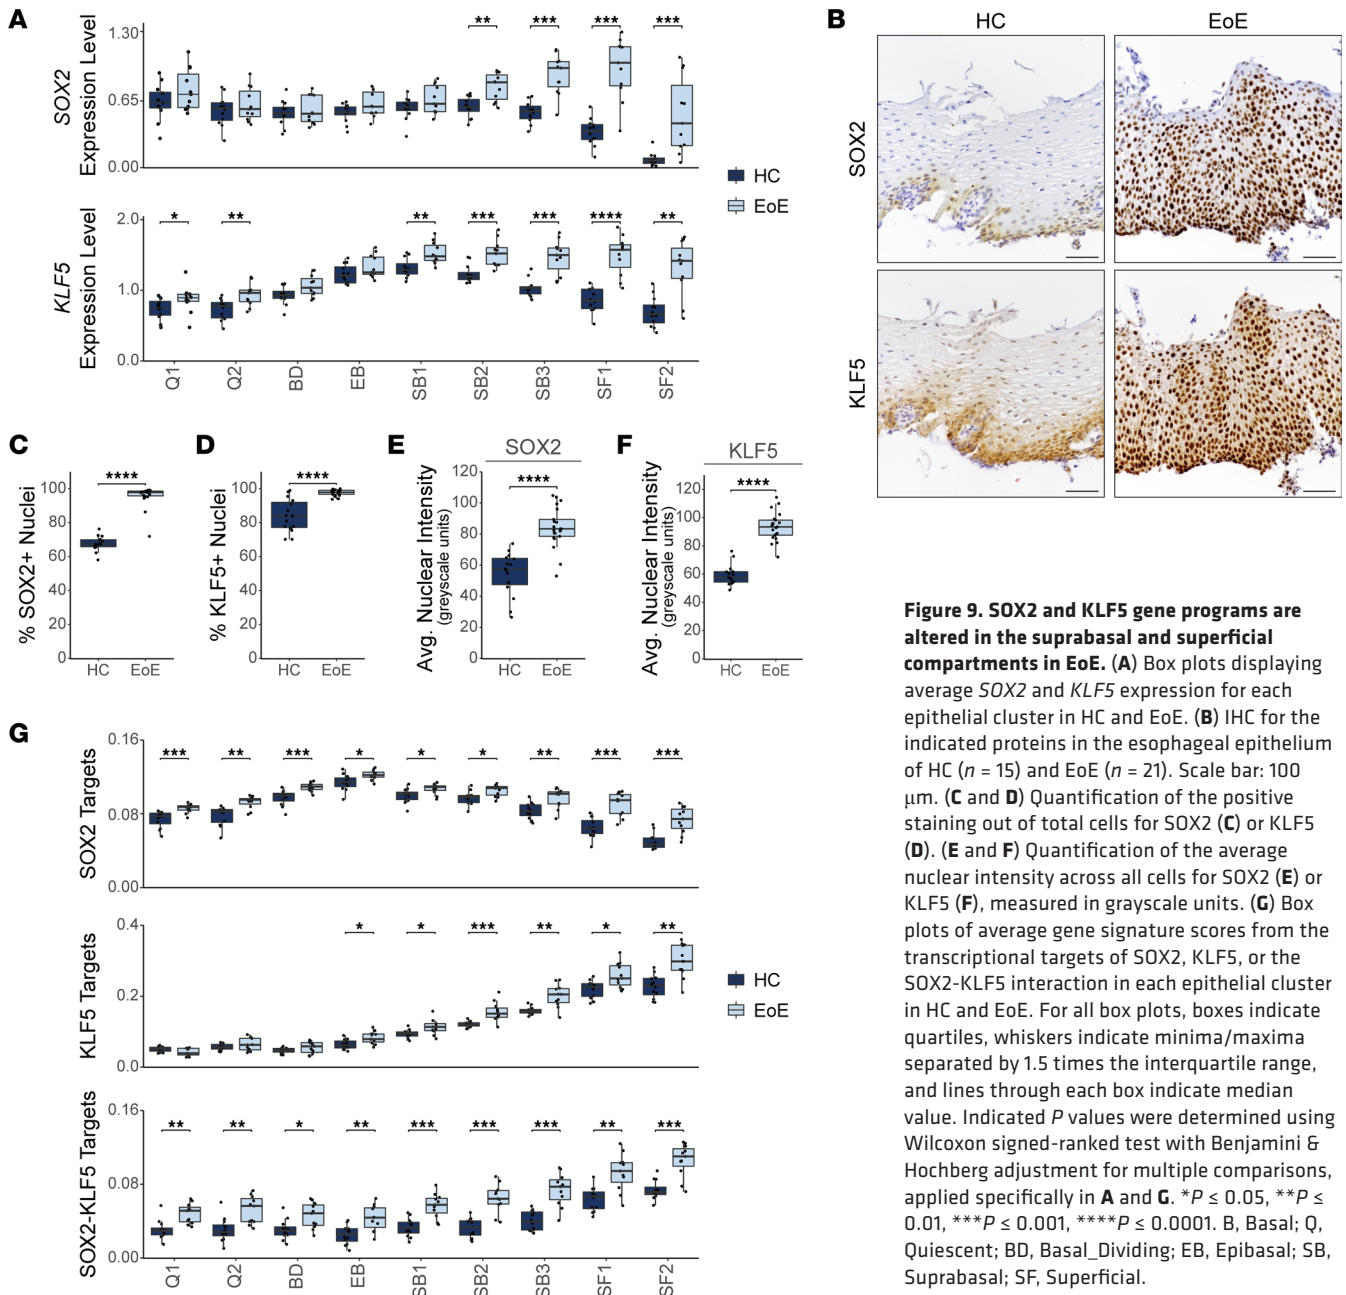 A
SOX2
Expression Level
1.30
0.65
0.00
** *** *** ***
HC
EoE
KLF5
Expression Level
2.0
1.0
0.0
* ** ** *** *** **** **
Q1 Q2 BD EB SB1 SB2 SB3 SF1 SF2
B
HC EoE
SOX2
KLF5
C
% SOX2+ Nuclei
100
80
60
40
20
0
****
HC EoE
D
% KLF5+ Nuclei
100
80
60
40
20
0
****
HC EoE
E
SOX2
Avg. Nuclear Intensity
(greyscale units)
120
100
80
60
40
20
0
****
HC EoE
F
KLF5
Avg. Nuclear Intensity
(greyscale units)
120
100
80
60
40
20
0
****
HC EoE
G
SOX2 Targets
0.16
0.08
0.00
*** ** *** * * * ** *** ***
KLF5 Targets
0.4
0.2
0.0
* * *** ** * **
HC
EoE
SOX2-KLF5 Targets
0.16
0.08
0.00
** ** * ** *** *** *** ** ***
Q1 Q2 BD EB SB1 SB2 SB3 SF1 SF2
Figure 9. SOX2 and KLF5 gene programs are
altered in the suprabasal and superficial
compartments in EoE. (A) Box plots displaying
average SOX2 and KLF5 expression for each
epithelial cluster in HC and EoE. (B) IHC for the
indicated proteins in the esophageal epithelium
of HC (n = 15) and EoE (n = 21). Scale bar: 100
μm. (C and D) Quantification of the positive
staining out of total cells for SOX2 (C) or KLF5
(D). (E and F) Quantification of the average
nuclear intensity across all cells for SOX2 (E) or
KLF5 (F), measured in grayscale units. (G) Box
plots of average gene signature scores from the
transcriptional targets of SOX2, KLF5, or the
SOX2-KLF5 interaction in each epithelial cluster
in HC and EoE. For all box plots, boxes indicate
quartiles, whiskers indicate minima/maxima
separated by 1.5 times the interquartile range,
and lines through each box indicate median
value. Indicated P values were determined using
Wilcoxon signed-ranked test with Benjamini &
Hochberg adjustment for multiple comparisons,
applied specifically in A and G. *P ≤ 0.05, **P ≤
0.01, ***P ≤ 0.001, ****P ≤ 0.0001. B, Basal; Q,
Quiescent; BD, Basal_Dividing; EB, Epibasal; SB,
Suprabasal; SF, Superficial.